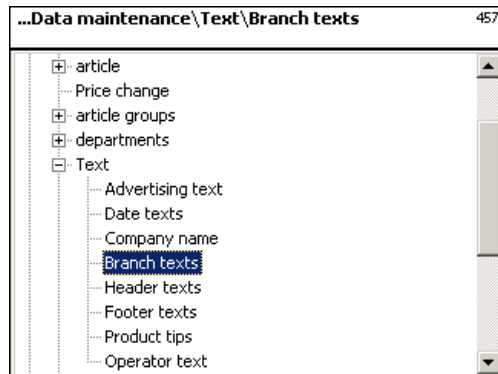 ...Data maintenance\Text\Branch texts 457
article
Price change
article groups
departments
Text
Advertising text
Date texts
Company name
Branch texts
Header texts
Footer texts
Product tips
Operator text